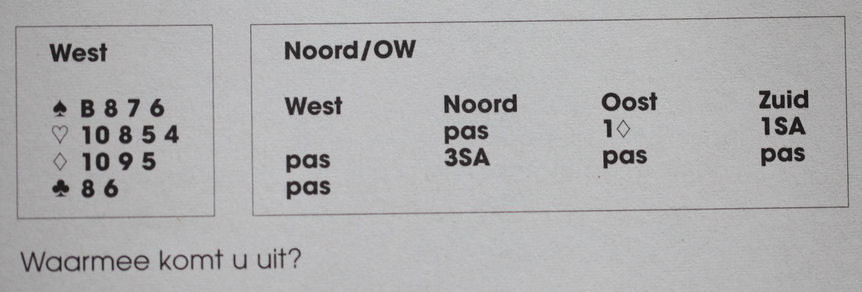 West
♠ B 8 7 6
♡ 10 8 5 4
♢ 10 9 5
♣ 8 6
Noord/OW
West Noord Oost Zuid
pas 1♢ 1SA
pas 3SA pas pas
pas
Waarmee komt u uit?